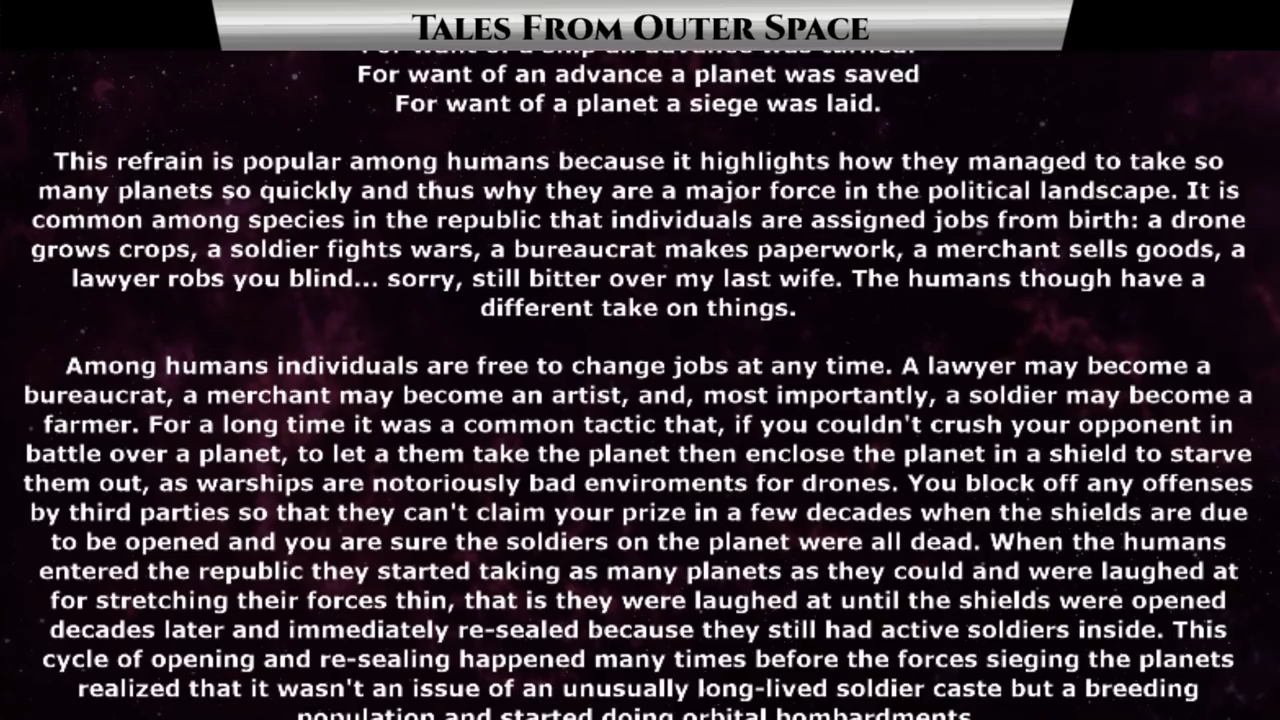 Tales From Outer Space
For want of a ship an advance was turned.
For want of an advance a planet was saved
For want of a planet a siege was laid.
This refrain is popular among humans because it highlights how they managed to take so
many planets so quickly and thus why they are a major force in the political landscape. It is
common among species in the republic that individuals are assigned jobs from birth: a drone
grows crops, a soldier fights wars, a bureaucrat makes paperwork, a merchant sells goods, a
lawyer robs you blind... sorry, still bitter over my last wife. The humans though have a
different take on things.
Among humans individuals are free to change jobs at any time. A lawyer may become a
bureaucrat, a merchant may become an artist, and, most importantly, a soldier may become a
farmer. For a long time it was a common tactic that, if you couldn't crush your opponent in
battle over a planet, to let a them take the planet then enclose the planet in a shield to starve
them out, as warships are notoriously bad enviroments for drones. You block off any offenses
by third parties so that they can't claim your prize in a few decades when the shields are due
to be opened and you are sure the soldiers on the planet were all dead. When the humans
entered the republic they started taking as many planets as they could and were laughed at
for stretching their forces thin, that is they were laughed at until the shields were opened
decades later and immediately re-sealed because they still had active soldiers inside. This
cycle of opening and re-sealing happened many times before the forces sieging the planets
realized that it wasn't an issue of an unusually long-lived soldier caste but a breeding
population and started doing orbital bombardments.